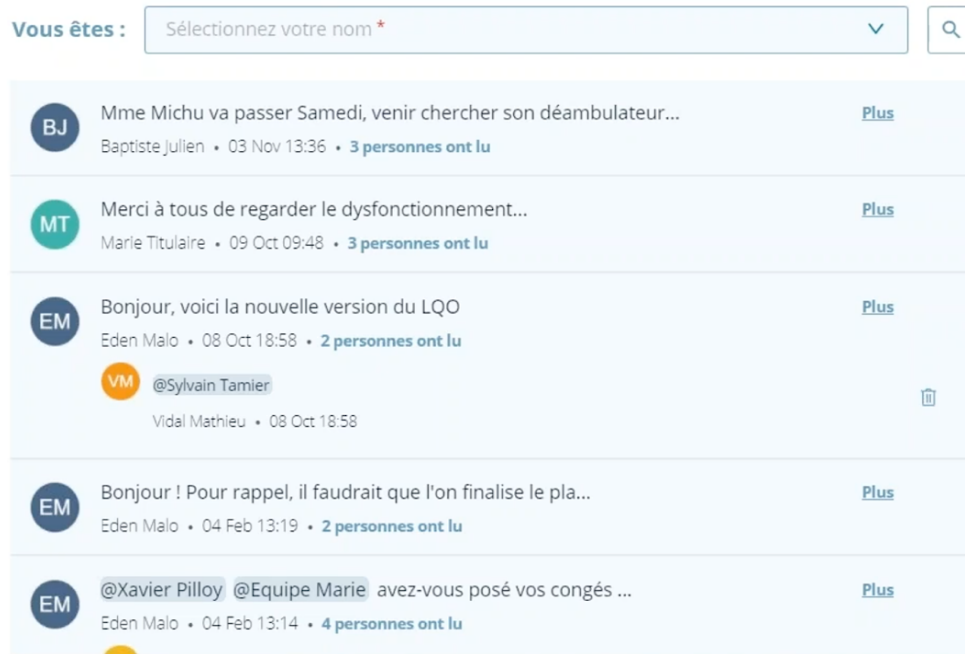 Vous êtes :
Sélectionnez votre nom *
BJ
Mme Michu va passer Samedi, venir chercher son déambulateur...
Plus
Baptiste Julien • 03 Nov 13:36 • 3 personnes ont lu
MT
Merci à tous de regarder le dysfonctionnement...
Plus
Marie Titulaire • 09 Oct 09:48 • 3 personnes ont lu
EM
Bonjour, voici la nouvelle version du LQO
Plus
Eden Malo • 08 Oct 18:58 • 2 personnes ont lu
VM
@Sylvain Tamier
Vidal Mathieu • 08 Oct 18:58
EM
Bonjour ! Pour rappel, il faudrait que l'on finalise le pla...
Plus
Eden Malo • 04 Feb 13:19 • 2 personnes ont lu
EM
@Xavier Pilloy @Equipe Marie avez-vous posé vos congés ...
Plus
Eden Malo • 04 Feb 13:14 • 4 personnes ont lu